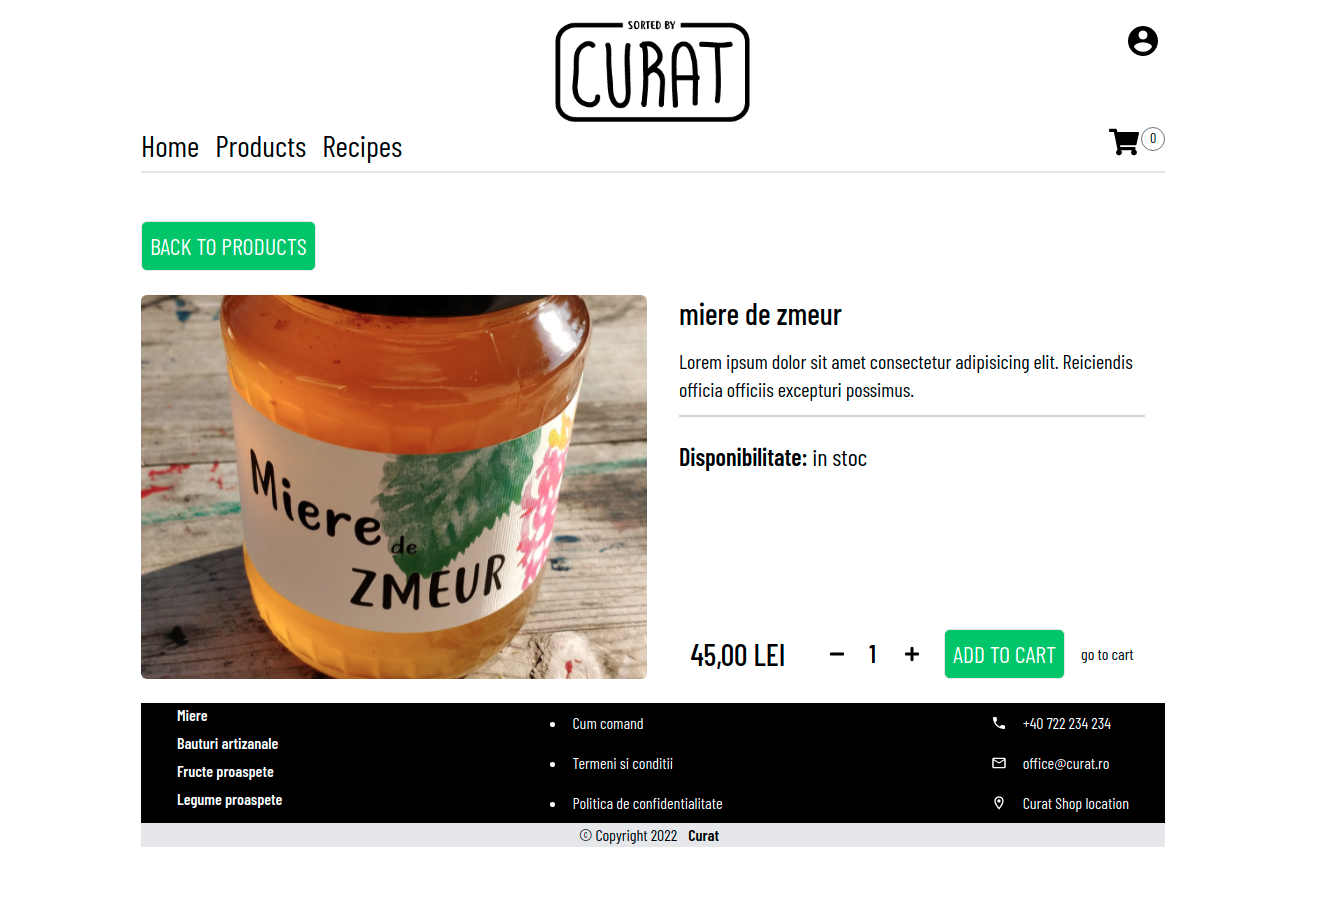 SORTED BY
CURAT
Home Products Recipes
0
BACK TO PRODUCTS
Miere
de
ZMEUR
miere de zmeur
Lorem ipsum dolor sit amet consectetur adipisicing elit. Reiciendis
officia officiis excepturi possimus.
Disponibilitate: in stoc
45,00 LEI 1 ADD TO CART go to cart
Miere
Bauturi artizanale
Fructe proaspete
Legume proaspete
Cum comand
Termeni si conditii
Politica de confidentialitate
+40 722 234 234
office@curat.ro
Curat Shop location
© Copyright 2022 Curat